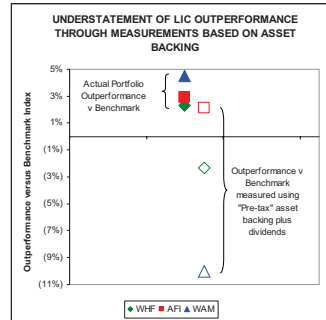 UNDERSTATEMENT OF LIC OUTPERFORMANCE
THROUGH MEASUREMENTS BASED ON ASSET
BACKING
Outperformance versus Benchmark Index
5%
3%
1%
(1%)
(3%)
(5%)
(7%)
(9%)
(11%)
Actual Portfolio
Outperformance
v Benchmark
Outperformance v
Benchmark
measured using
"Pre-tax" asset
backing plus
dividends
WHF AFI WAM